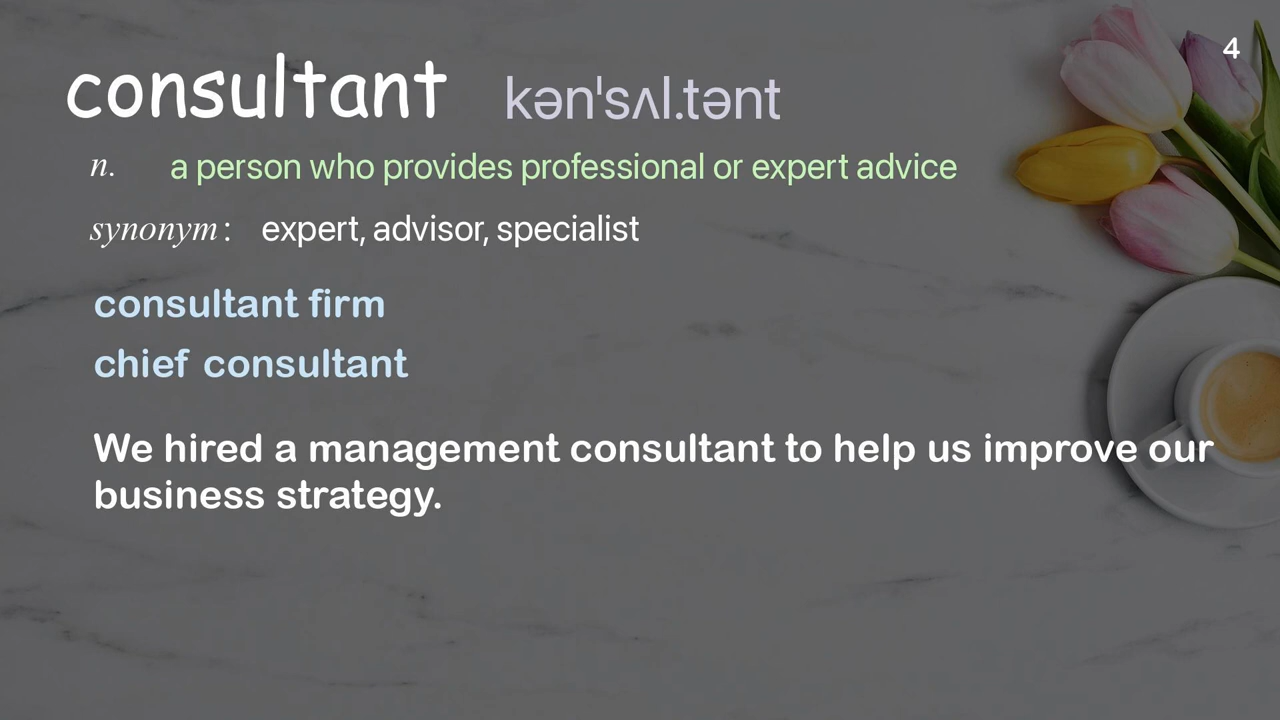 4
consultant kən'sʌl.tənt
n. a person who provides professional or expert advice
synonym : expert, advisor, specialist
consultant firm
chief consultant
We hired a management consultant to help us improve our
business strategy.